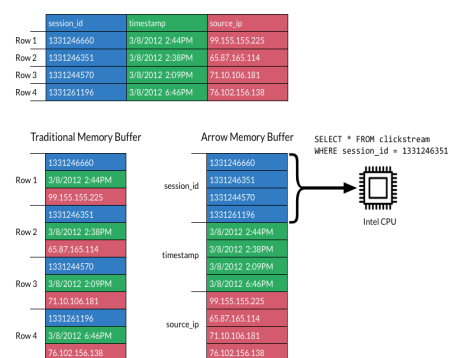 session_id timestamp source_ip
Row 1 1331246660 3/8/2012 2:44PM 99.155.155.225
Row 2 1331246351 3/8/2012 2:38PM 65.87.165.114
Row 3 1331244570 3/8/2012 2:09PM 71.10.106.181
Row 4 1331261196 3/8/2012 6:46PM 76.102.156.138
Traditional Memory Buffer
Row 1
1331246660
3/8/2012 2:44PM
99.155.155.225
Row 2
1331246351
3/8/2012 2:38PM
65.87.165.114
Row 3
1331244570
3/8/2012 2:09PM
71.10.106.181
Row 4
1331261196
3/8/2012 6:46PM
76.102.156.138
Arrow Memory Buffer
session_id
1331246660
1331246351
1331244570
1331261196
timestamp
3/8/2012 2:44PM
3/8/2012 2:38PM
3/8/2012 2:09PM
3/8/2012 6:46PM
source_ip
99.155.155.225
65.87.165.114
71.10.106.181
76.102.156.138
SELECT * FROM clickstream
WHERE session_id = 1331246351
Intel CPU